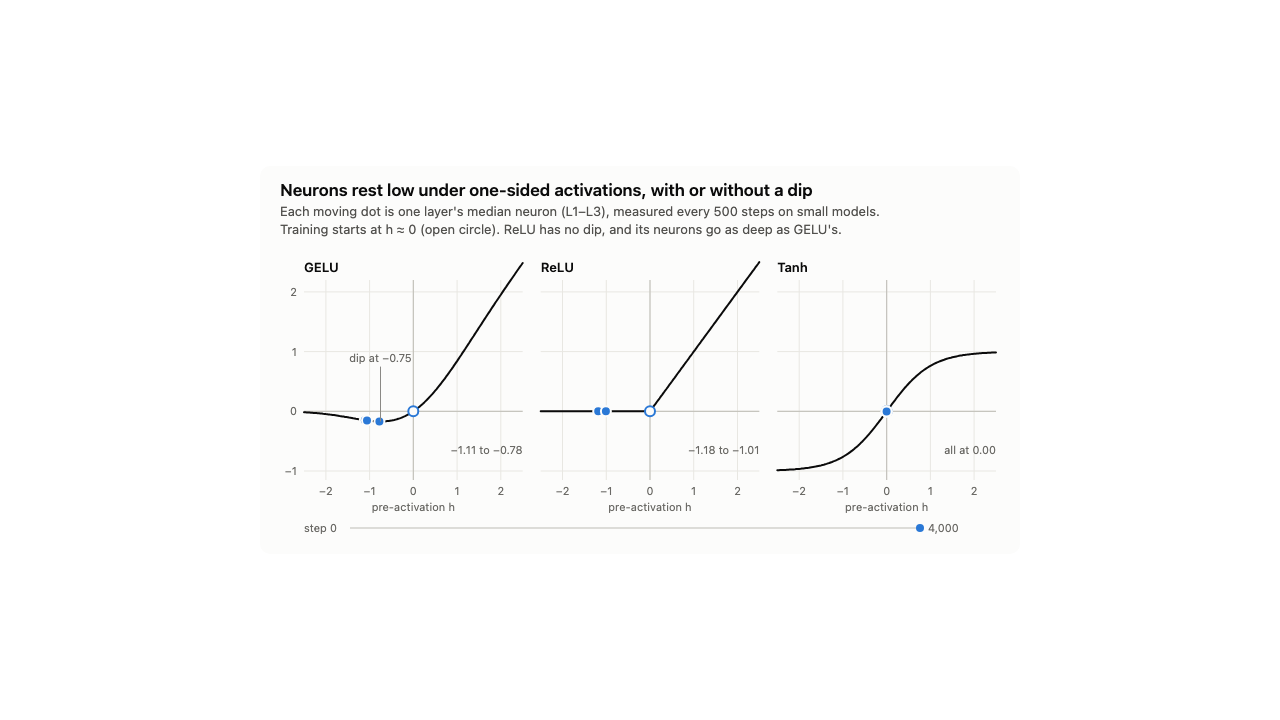 Neurons rest low under one-sided activations, with or without a dip
Each moving dot is one layer's median neuron (L1–L3), measured every 500 steps on small models.
Training starts at h ≈ 0 (open circle). ReLU has no dip, and its neurons go as deep as GELU's.
GELU
2
1
0
−1
dip at −0.75
−1.11 to −0.78
−2 −1 0 1 2
pre-activation h
ReLU
−1.18 to −1.01
−2 −1 0 1 2
pre-activation h
Tanh
all at 0.00
−2 −1 0 1 2
pre-activation h
step 0 4,000